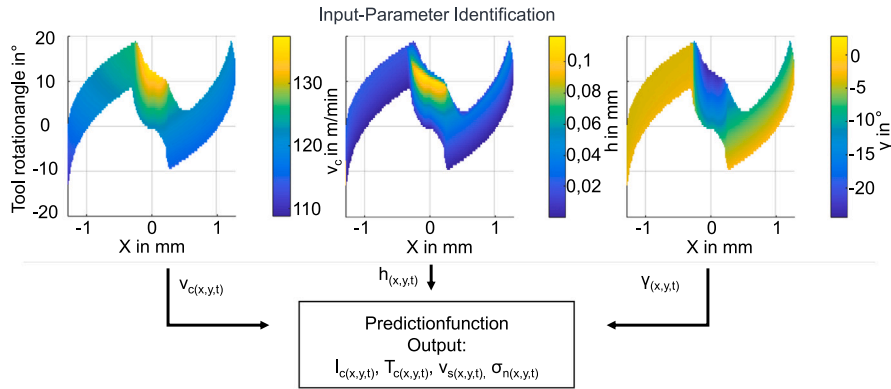 Input-Parameter Identification
Tool rotationangle in°
20
10
0
-10
-20
-1 0 1
X in mm
130
120
110
v_c in m/min
-1 0 1
X in mm
0,1
0,08
0,06
0,04
0,02
h in mm
-1 0 1
X in mm
0
-5
-10
-15
-20
γ in°
v_c(x,y,t)
h_(x,y,t)
γ_(x,y,t)
Predictionfunction
Output:
l_c(x,y,t), T_c(x,y,t), v_s(x,y,t), σ_n(x,y,t)